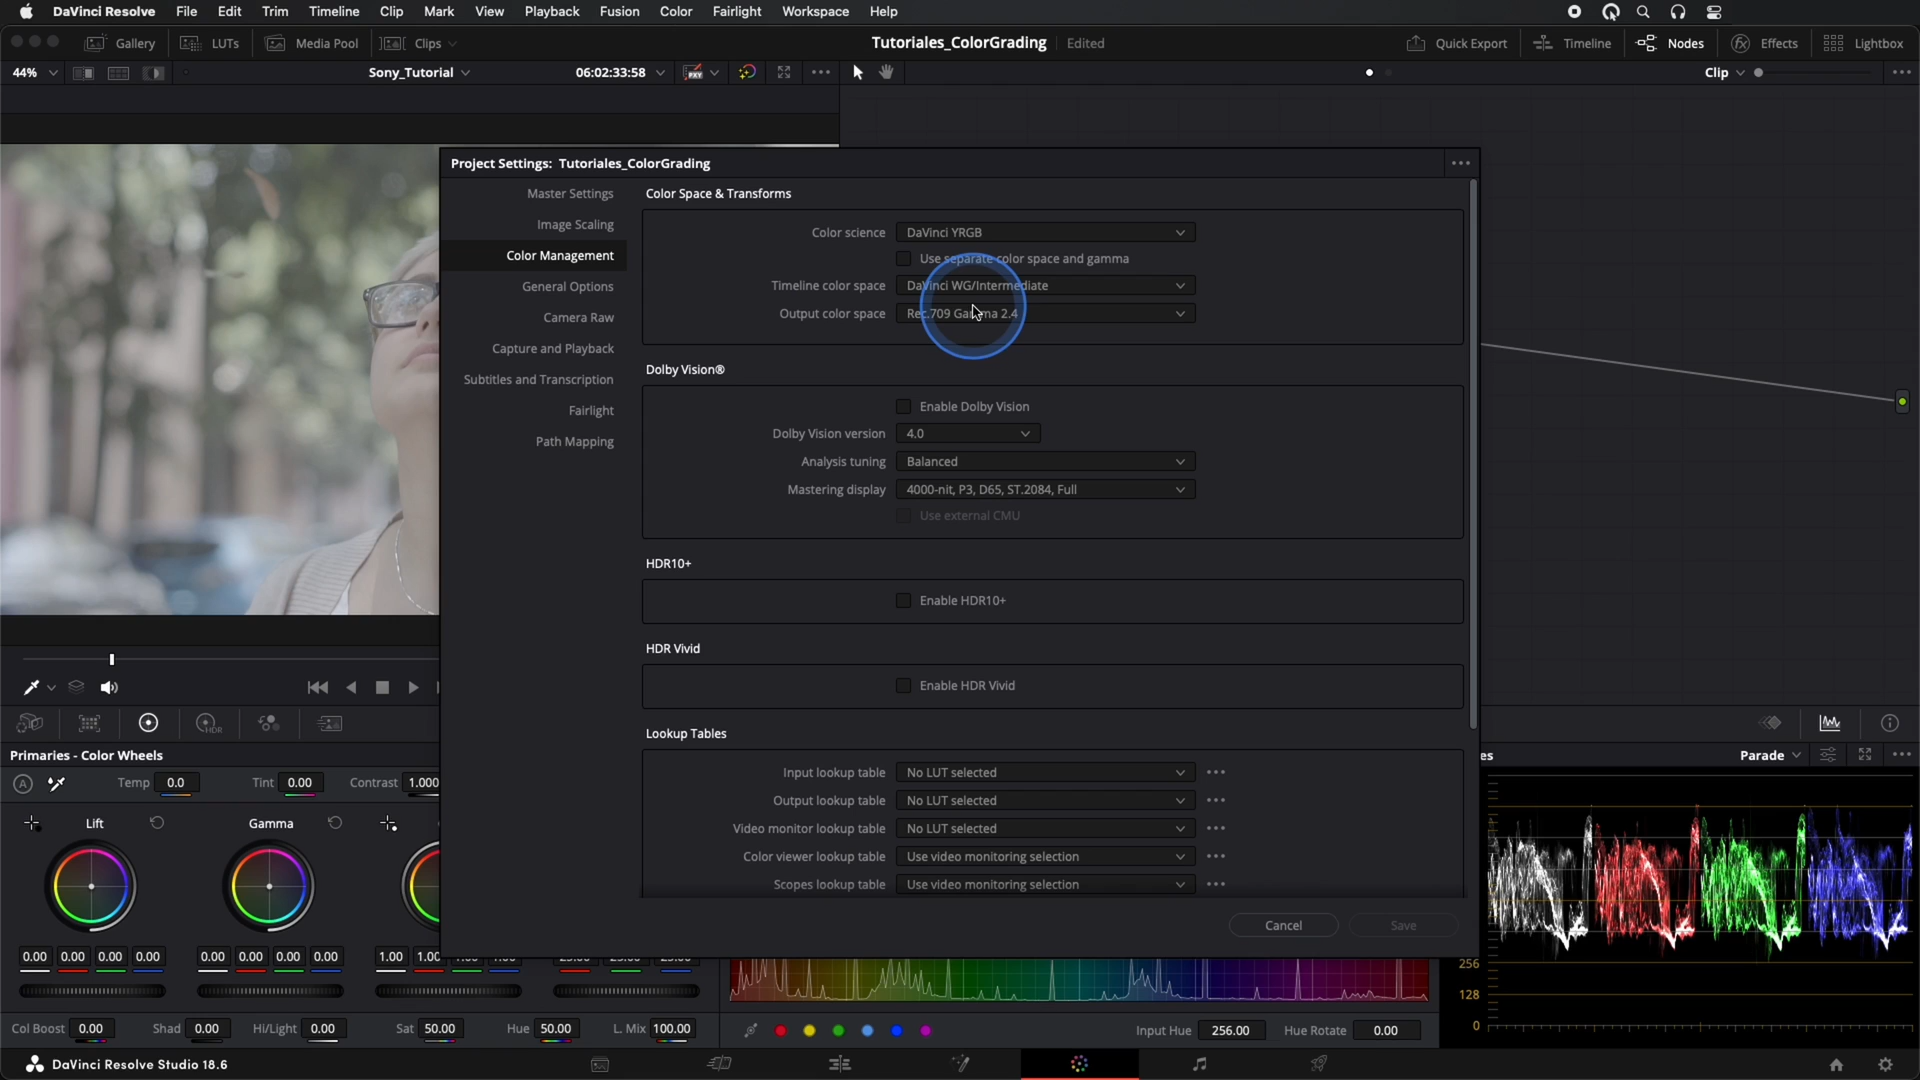 DaVinci Resolve File Edit Trim Timeline Clip Mark View Playback Fusion Color Fairlight Workspace Help
Gallery LUTs Media Pool Clips Tutoriales_ColorGrading Edited Quick Export Timeline Nodes Effects Lightbox
44% Sony_Tutorial 06:02:33:58 Clip
Project Settings: Tutoriales_ColorGrading
Master Settings
Image Scaling
Color Management
General Options
Camera Raw
Capture and Playback
Subtitles and Transcription
Fairlight
Path Mapping
Color Space & Transforms
Color science DaVinci YRGB
Use separate color space and gamma
Timeline color space DaVinci WG/Intermediate
Output color space Rec.709 Gamma 2.4
Dolby Vision®
Enable Dolby Vision
Dolby Vision version 4.0
Analysis tuning Balanced
Mastering display 4000-nit, P3, D65, ST.2084, Full
Use external CMU
HDR10+
Enable HDR10+
HDR Vivid
Enable HDR Vivid
Lookup Tables
Input lookup table No LUT selected
Output lookup table No LUT selected
Video monitor lookup table No LUT selected
Color viewer lookup table Use video monitoring selection
Scopes lookup table Use video monitoring selection
Cancel Save
HDR
Primaries - Color Wheels
A Temp 0.0 Tint 0.00 Contrast 1.000
Lift Gamma
0.00 0.00 0.00 0.00 0.00 0.00 0.00 0.00 1.00
Col Boost 0.00 Shad 0.00 Hi/Light 0.00 Sat 50.00 Hue 50.00 L. Mix 100.00
Input Hue 256.00 Hue Rotate 0.00
es Parade
256
128
0
DaVinci Resolve Studio 18.6